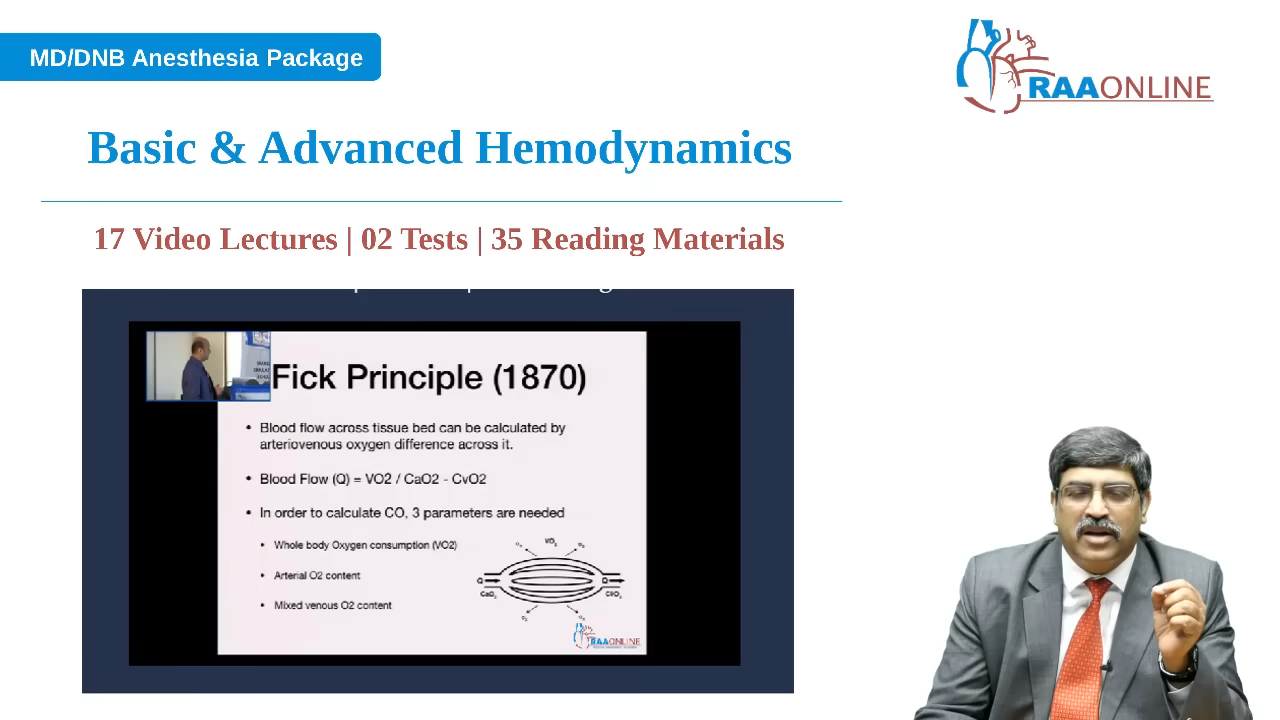 MD/DNB Anesthesia Package
RAAONLINE
Basic & Advanced Hemodynamics
17 Video Lectures | 02 Tests | 35 Reading Materials
Fick Principle (1870)
• Blood flow across tissue bed can be calculated by
arteriovenous oxygen difference across it.
• Blood Flow (Q) = VO2 / CaO2 - CvO2
• In order to calculate CO, 3 parameters are needed
• Whole body Oxygen consumption (VO2)
• Arterial O2 content
• Mixed venous O2 content
VO2
Q
Q
CaO2
RAAONLINE